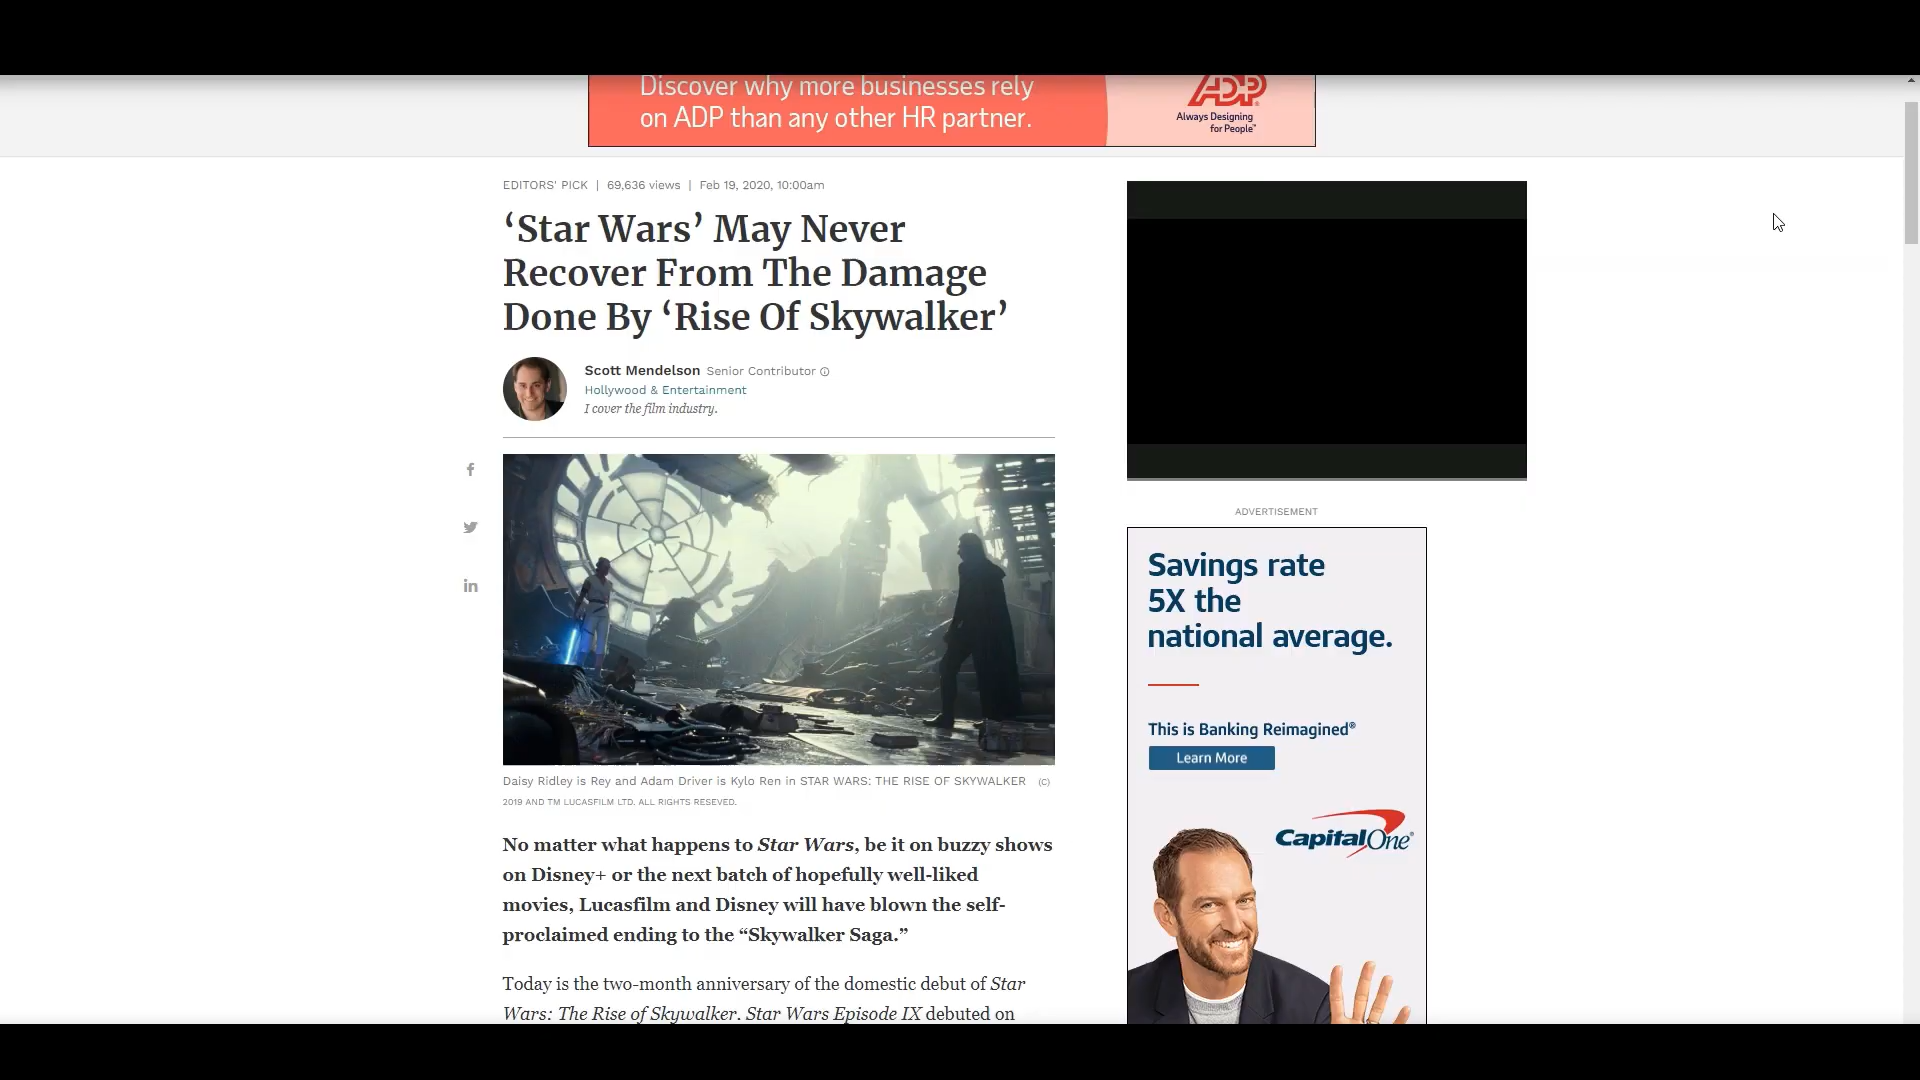 Discover why more businesses rely
on ADP than any other HR partner.
ADP
Always Designing
for People™
EDITORS' PICK | 69,636 views | Feb 19, 2020, 10:00am
‘Star Wars’ May Never
Recover From The Damage
Done By ‘Rise Of Skywalker’
Scott Mendelson Senior Contributor
Hollywood & Entertainment
I cover the film industry.
Daisy Ridley is Rey and Adam Driver is Kylo Ren in STAR WARS: THE RISE OF SKYWALKER (C)
2019 AND TM LUCASFILM LTD. ALL RIGHTS RESEVED.
No matter what happens to Star Wars, be it on buzzy shows
on Disney+ or the next batch of hopefully well-liked
movies, Lucasfilm and Disney will have blown the self-
proclaimed ending to the “Skywalker Saga.”
Today is the two-month anniversary of the domestic debut of Star
Wars: The Rise of Skywalker. Star Wars Episode IX debuted on
ADVERTISEMENT
Savings rate
5X the
national average.
This is Banking Reimagined®
Learn More
CapitalOne®